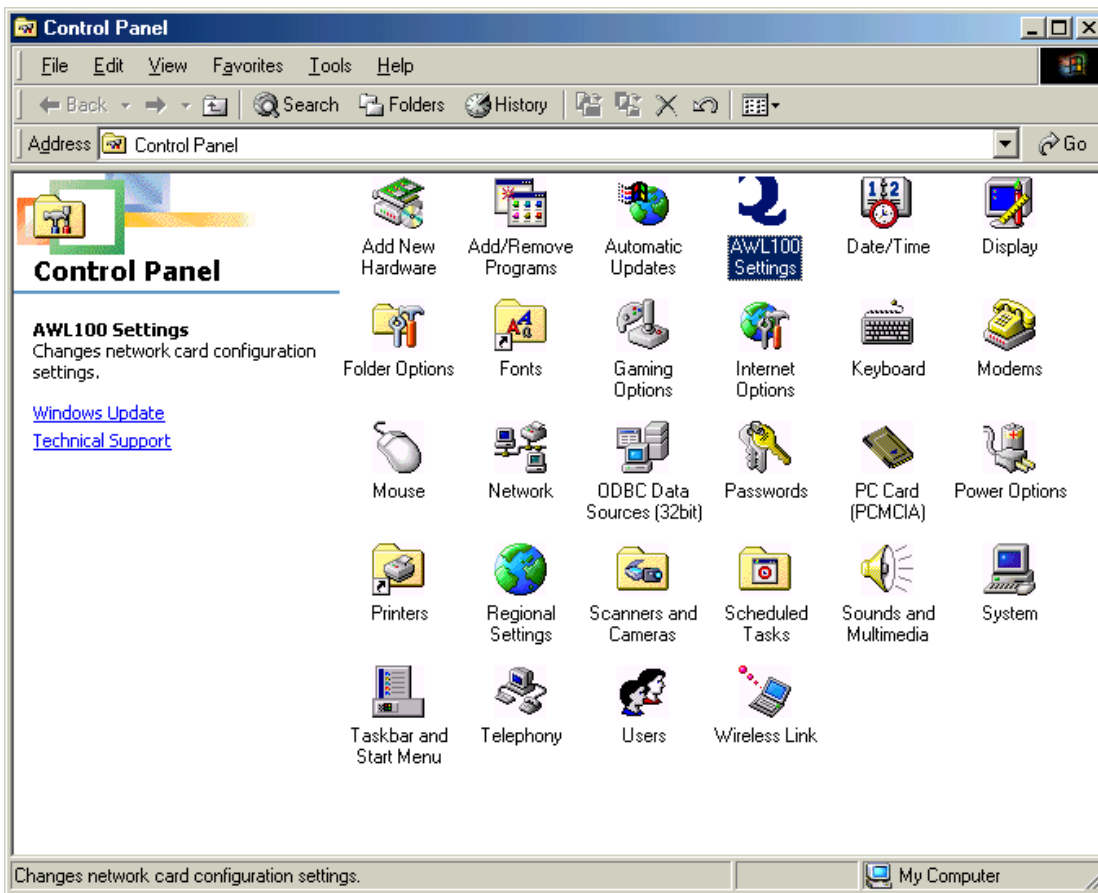 Control Panel
File Edit View Favorites Tools Help
Back Search Folders History
Address Control Panel Go
Control Panel
AWL100 Settings
Changes network card configuration
settings.
Windows Update
Technical Support
Add New
Hardware
Add/Remove
Programs
Automatic
Updates
AWL100
Settings
Date/Time
Display
Folder Options
Fonts
Gaming
Options
Internet
Options
Keyboard
Modems
Mouse
Network
ODBC Data
Sources (32bit)
Passwords
PC Card
(PCMCIA)
Power Options
Printers
Regional
Settings
Scanners and
Cameras
Scheduled
Tasks
Sounds and
Multimedia
System
Taskbar and
Start Menu
Telephony
Users
Wireless Link
Changes network card configuration settings. My Computer